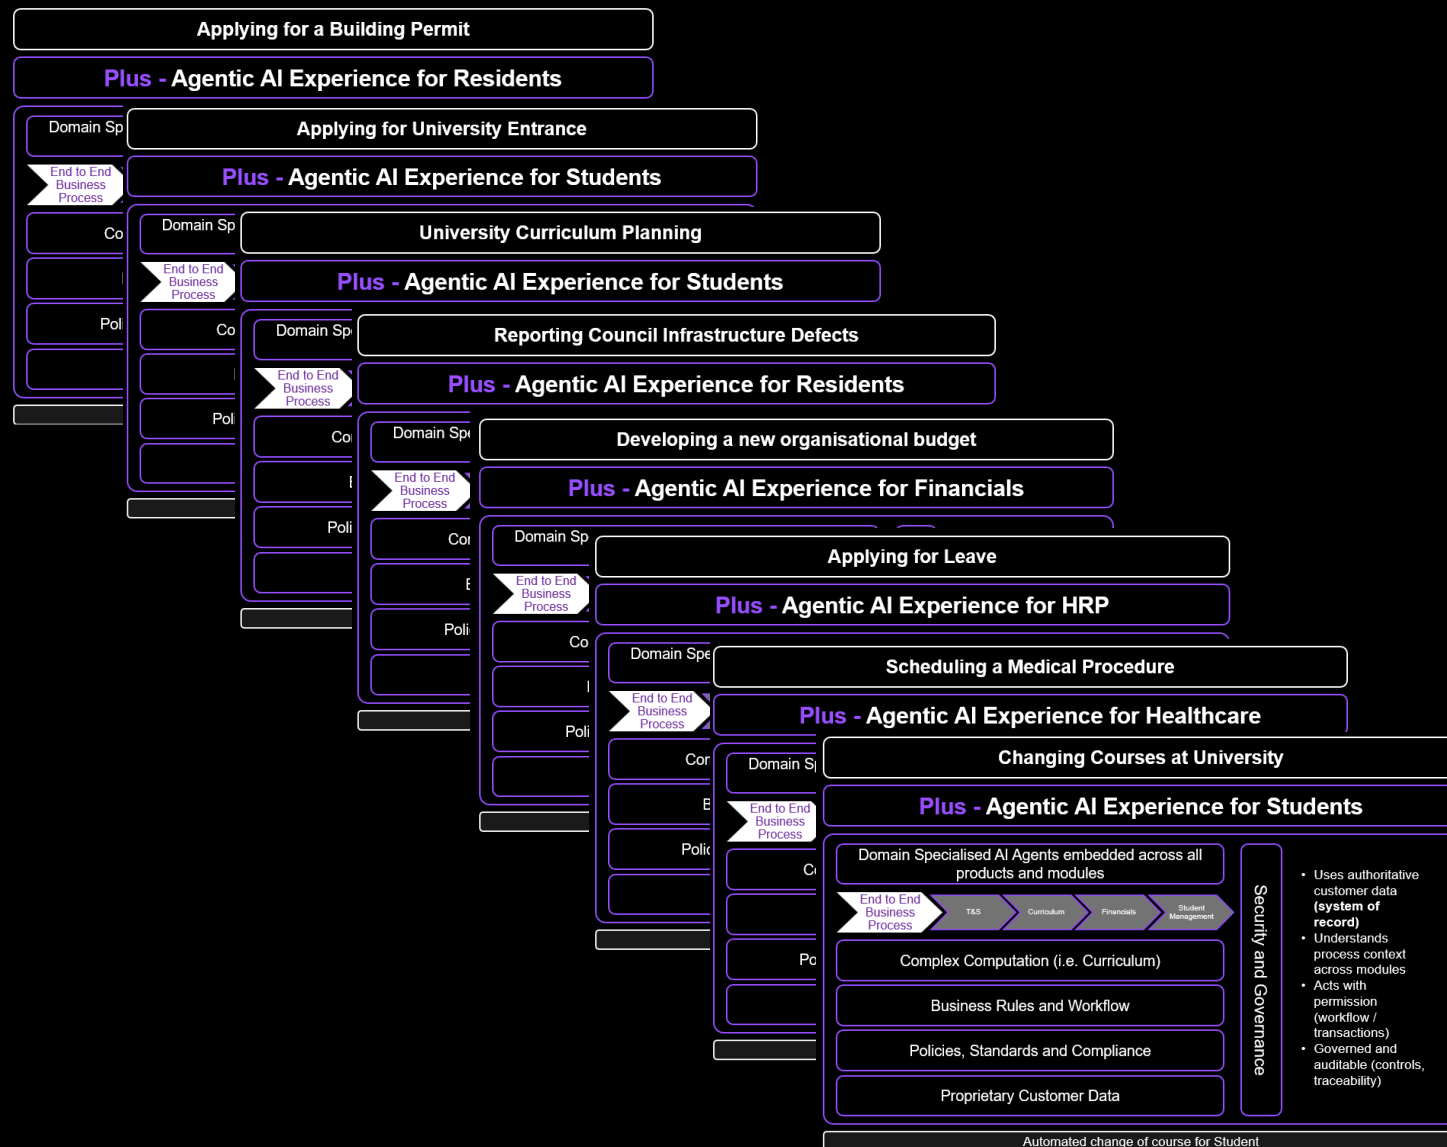 Applying for a Building Permit
Plus - Agentic AI Experience for Residents
Domain Sp
End to End
Business
Process
Co
Poli
Applying for University Entrance
Plus - Agentic AI Experience for Students
Domain Sp
End to End
Business
Process
Co
Poli
University Curriculum Planning
Plus - Agentic AI Experience for Students
Domain Spe
End to End
Business
Process
Co
Poli
Reporting Council Infrastructure Defects
Plus - Agentic AI Experience for Residents
Domain Spe
End to End
Business
Process
Cor
Polic
Developing a new organisational budget
Plus - Agentic AI Experience for Financials
Domain Sp
End to End
Business
Process
Co
Poli
Applying for Leave
Plus - Agentic AI Experience for HRP
Domain Spe
End to End
Business
Process
Con
B
Polic
Scheduling a Medical Procedure
Plus - Agentic AI Experience for Healthcare
Domain Sp
End to End
Business
Process
Co
Po
Changing Courses at University
Plus - Agentic AI Experience for Students
Domain Specialised AI Agents embedded across all
products and modules
End to End
Business
Process
T&S
Curriculum
Financials
Student
Management
Complex Computation (i.e. Curriculum)
Business Rules and Workflow
Policies, Standards and Compliance
Proprietary Customer Data
Security and Governance
• Uses authoritative
customer data
(system of
record)
• Understands
process context
across modules
• Acts with
permission
(workflow /
transactions)
• Governed and
auditable (controls,
traceability)
Automated change of course for Student